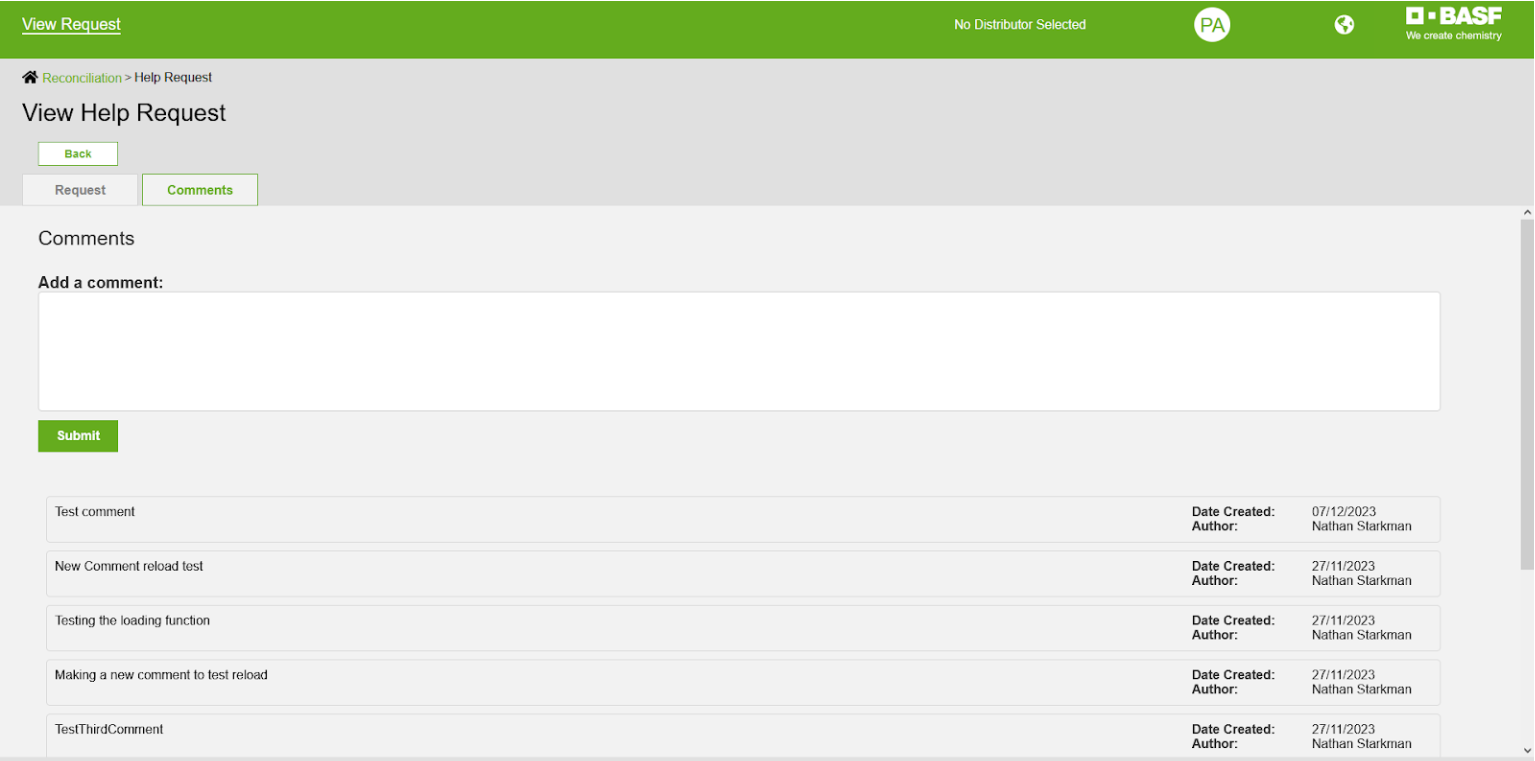 View Request
No Distributor Selected
PA
BASF
We create chemistry
Reconciliation > Help Request
View Help Request
Back
Request
Comments
Comments
Add a comment:
Submit
Test comment
Date Created: 07/12/2023
Author: Nathan Starkman
New Comment reload test
Date Created: 27/11/2023
Author: Nathan Starkman
Testing the loading function
Date Created: 27/11/2023
Author: Nathan Starkman
Making a new comment to test reload
Date Created: 27/11/2023
Author: Nathan Starkman
TestThirdComment
Date Created: 27/11/2023
Author: Nathan Starkman